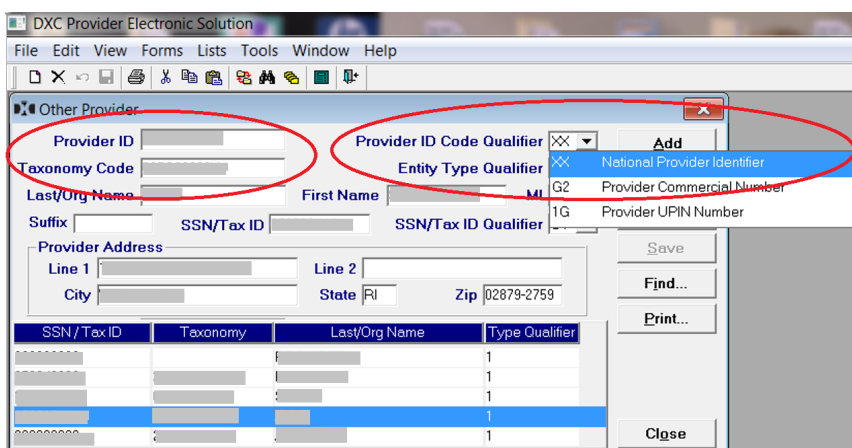 DXC Provider Electronic Solution
File Edit View Forms Lists Tools Window Help
Other Provider
Provider ID
Provider ID Code Qualifier XX
Add
Taxonomy Code
Entity Type Qualifier
XX National Provider Identifier
Last/Org Name
First Name
MI
G2 Provider Commercial Number
Suffix
SSN/Tax ID
SSN/Tax ID Qualifier
1G Provider UPIN Number
Provider Address
Save
Line 1
Line 2
City
State RI
Zip 02879-2759
Find...
Print...
SSN / Tax ID Taxonomy Last/Org Name Type Qualifier
1
1
1
1
1
Close